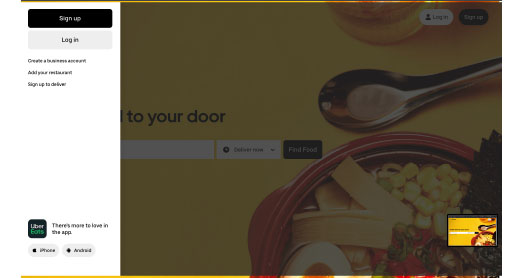 Sign up
Log in
Log in
Sign up
Create a business account
Add your restaurant
Sign up to deliver
l to your door
Deliver now
Find Food
Uber
Eats
There's more to love in
the app.
iPhone
Android